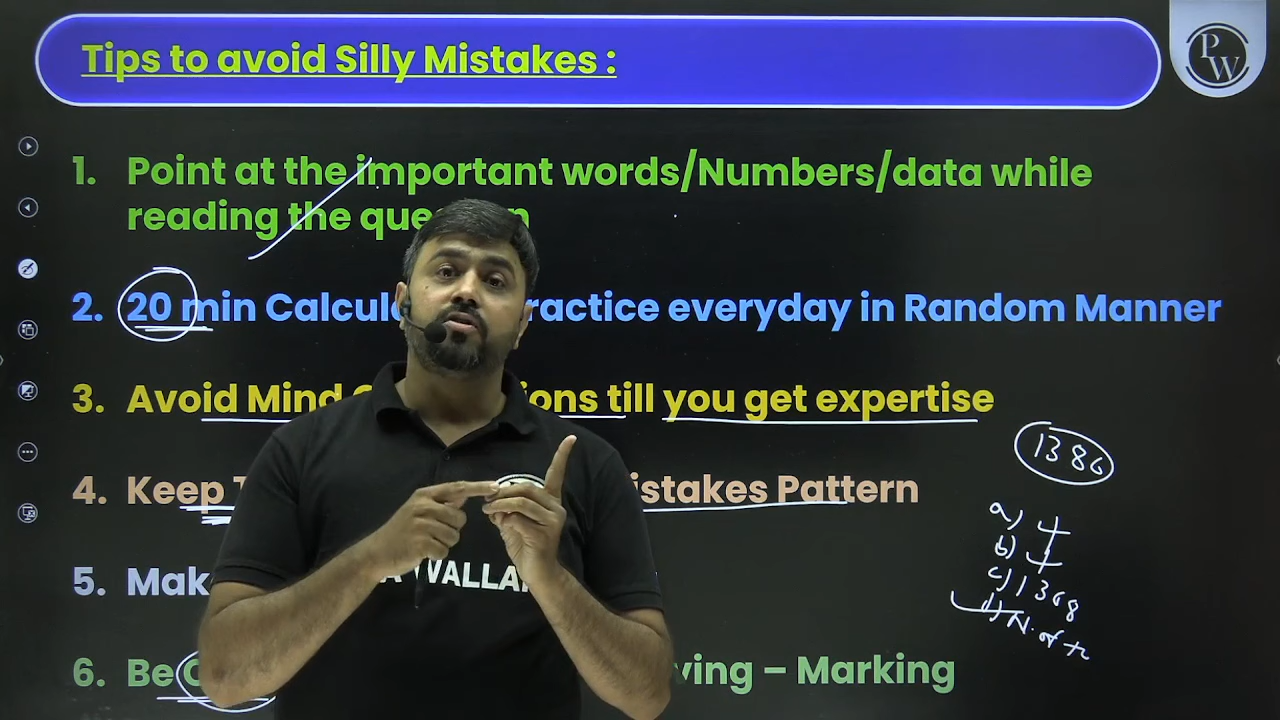 Tips to avoid Silly Mistakes :
PW
1. Point at the important words/Numbers/data while
reading the que n
2. 20 min Calcul ractice everyday in Random Manner
3. Avoid Mind ions till you get expertise
1386
4. Keep istakes Pattern
a)
b)
5. Mak
WALLA
c) 1368
d) N. of
6. Be ving – Marking